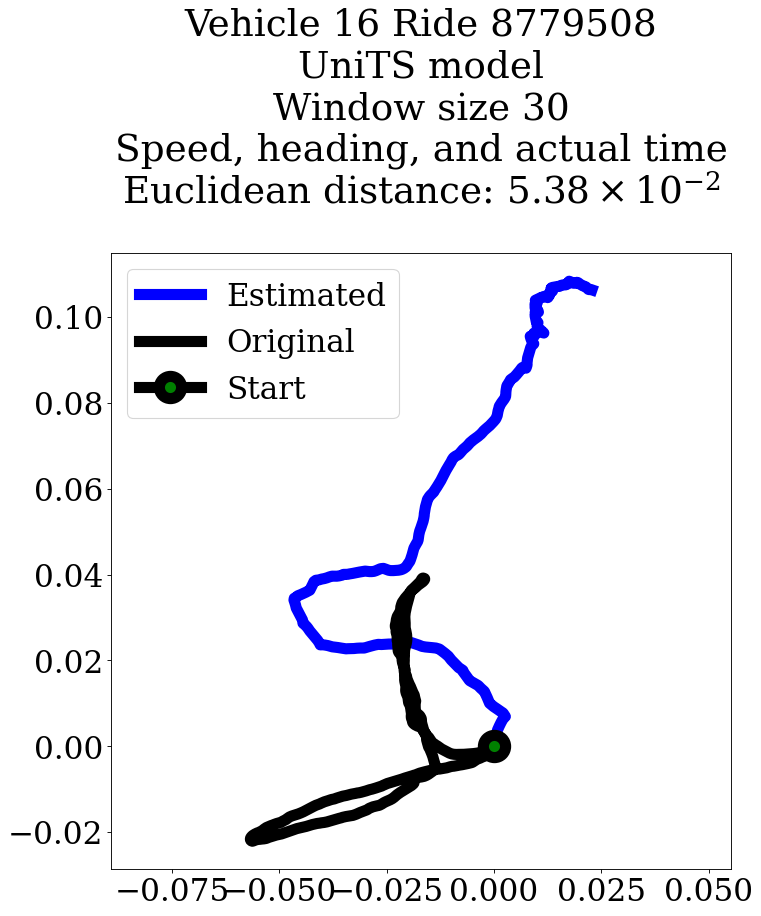 Vehicle 16 Ride 8779508
UniTS model
Window size 30
Speed, heading, and actual time
Euclidean distance: 5.38 × 10⁻²
Estimated
Original
Start
0.10
0.08
0.06
0.04
0.02
0.00
−0.02
−0.075 −0.050 −0.025 0.000 0.025 0.050